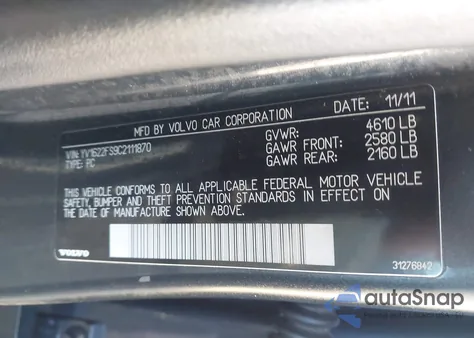 MFD BY VOLVO CAR CORPORATION DATE: 11/11
VIN: YV1622FS9C2111870 GVWR: 4610 LB
TYPE: PC GAWR FRONT: 2580 LB
GAWR REAR: 2160 LB
THIS VEHICLE CONFORMS TO ALL APPLICABLE FEDERAL MOTOR VEHICLE
SAFETY, BUMPER AND THEFT PREVENTION STANDARDS IN EFFECT ON
THE DATE OF MANUFACTURE SHOWN ABOVE.
VOLVO 31276842
autoSnap